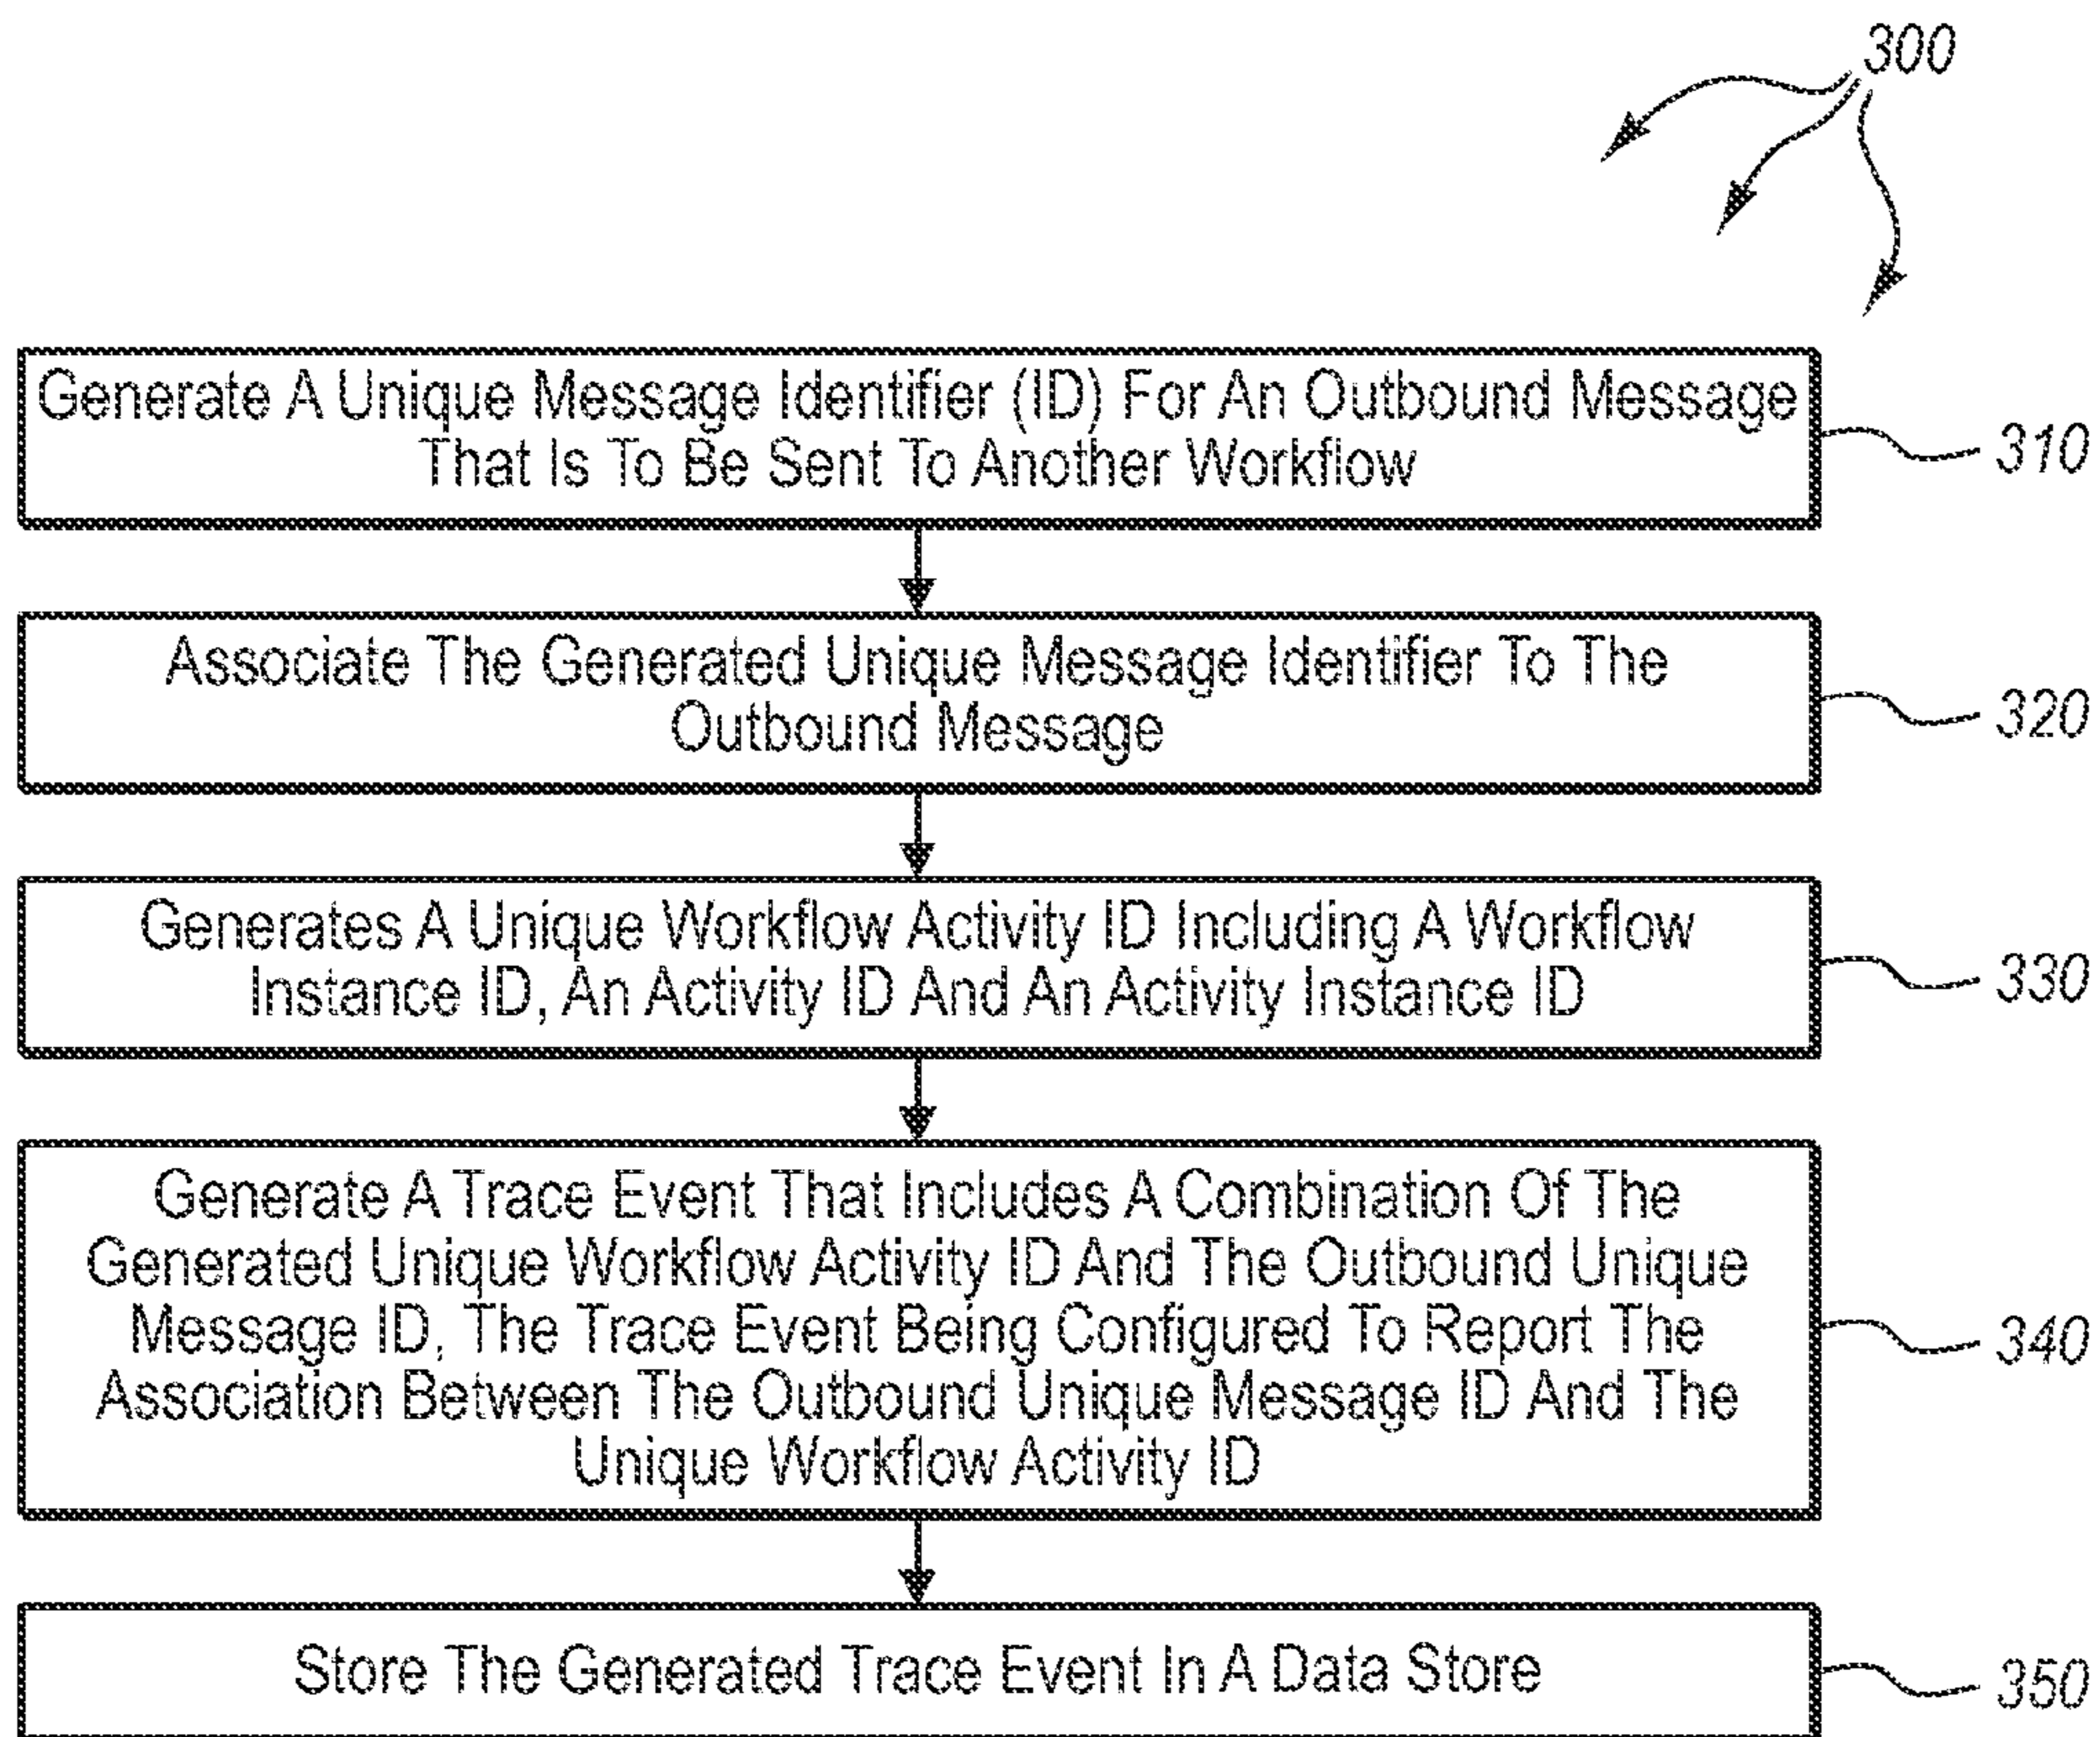 300
Generate A Unique Message Identifier (ID) For An Outbound Message
That Is To Be Sent To Another Workflow
310
Associate The Generated Unique Message Identifier To The
Outbound Message
320
Generates A Unique Workflow Activity ID Including A Workflow
Instance ID, An Activity ID And An Activity Instance ID
330
Generate A Trace Event That Includes A Combination Of The
Generated Unique Workflow Activity ID And The Outbound Unique
Message ID, The Trace Event Being Configured To Report The
Association Between The Outbound Unique Message ID And The
Unique Workflow Activity ID
340
Store The Generated Trace Event In A Data Store
350